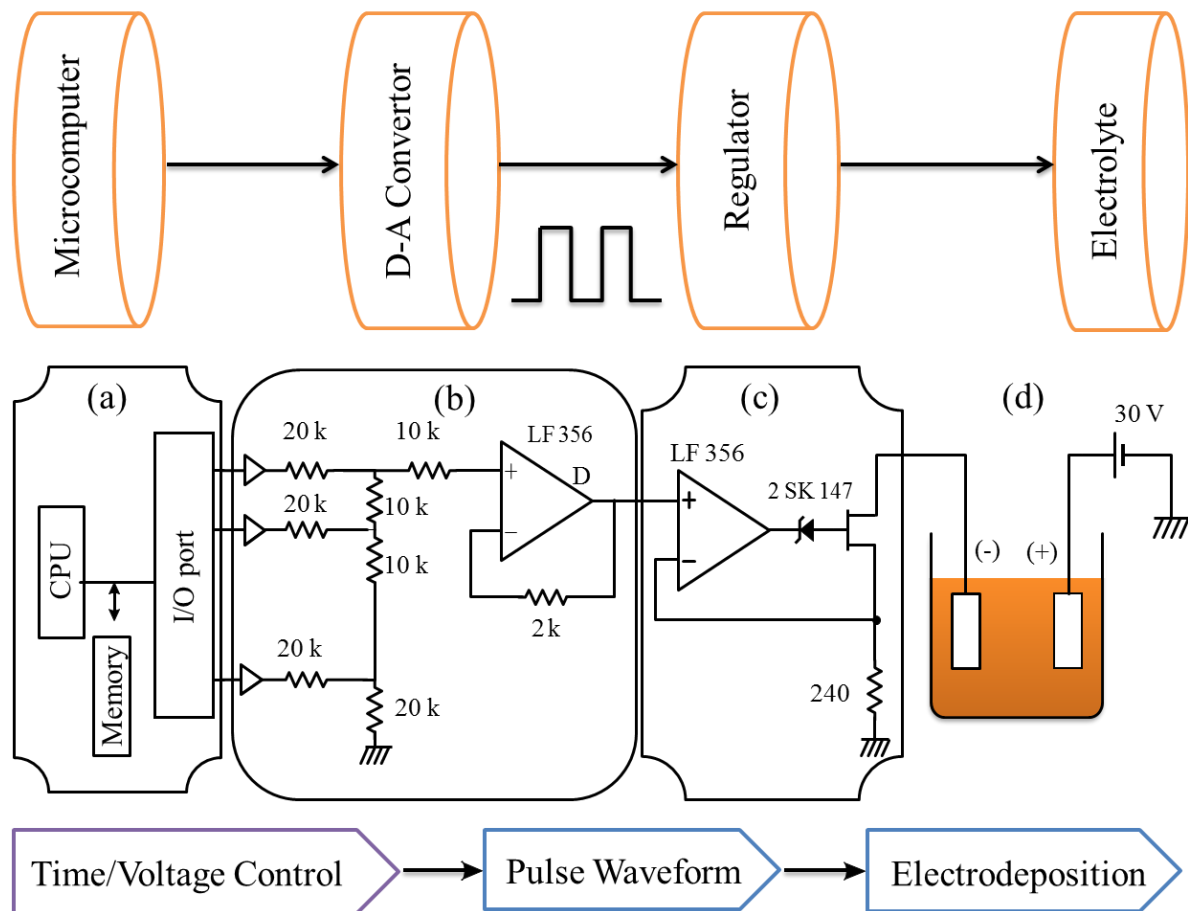 Microcomputer
D-A Convertor
Regulator
Electrolyte
(a)
CPU
Memory
I/O port
(b)
20 k
10 k
LF 356
+
D
10 k
20 k
−
10 k
2 k
20 k
20 k
(c)
LF 356
+
2 SK 147
−
240
(d)
30 V
(-)
(+)
Time/Voltage Control
Pulse Waveform
Electrodeposition